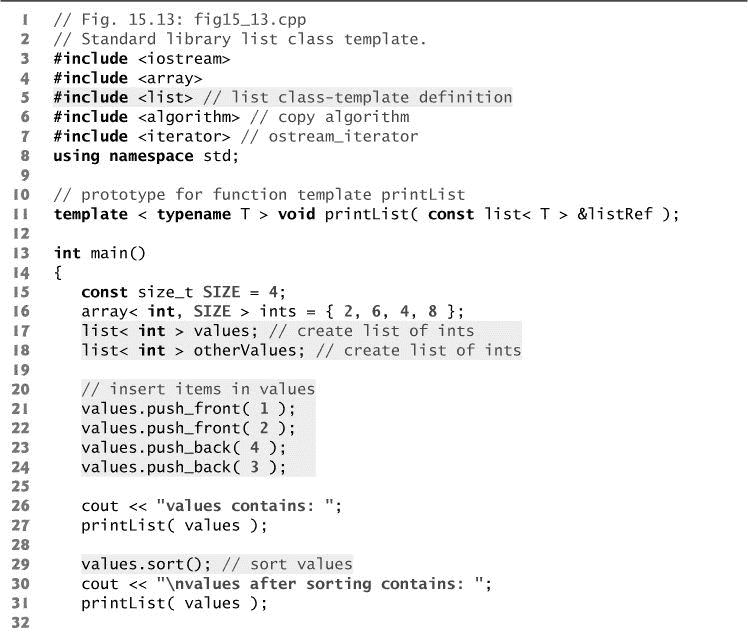 1 // Fig. 15.13: fig15_13.cpp
2 // Standard library list class template.
3 #include <iostream>
4 #include <array>
5 #include <list> // list class-template definition
6 #include <algorithm> // copy algorithm
7 #include <iterator> // ostream_iterator
8 using namespace std;
9
10 // prototype for function template printList
11 template < typename T > void printList( const list< T > &listRef );
12
13 int main()
14 {
15    const size_t SIZE = 4;
16    array< int, SIZE > ints = { 2, 6, 4, 8 };
17    list< int > values; // create list of ints
18    list< int > otherValues; // create list of ints
19
20    // insert items in values
21    values.push_front( 1 );
22    values.push_front( 2 );
23    values.push_back( 4 );
24    values.push_back( 3 );
25
26    cout << "values contains: ";
27    printList( values );
28
29    values.sort(); // sort values
30    cout << "\nvalues after sorting contains: ";
31    printList( values );
32